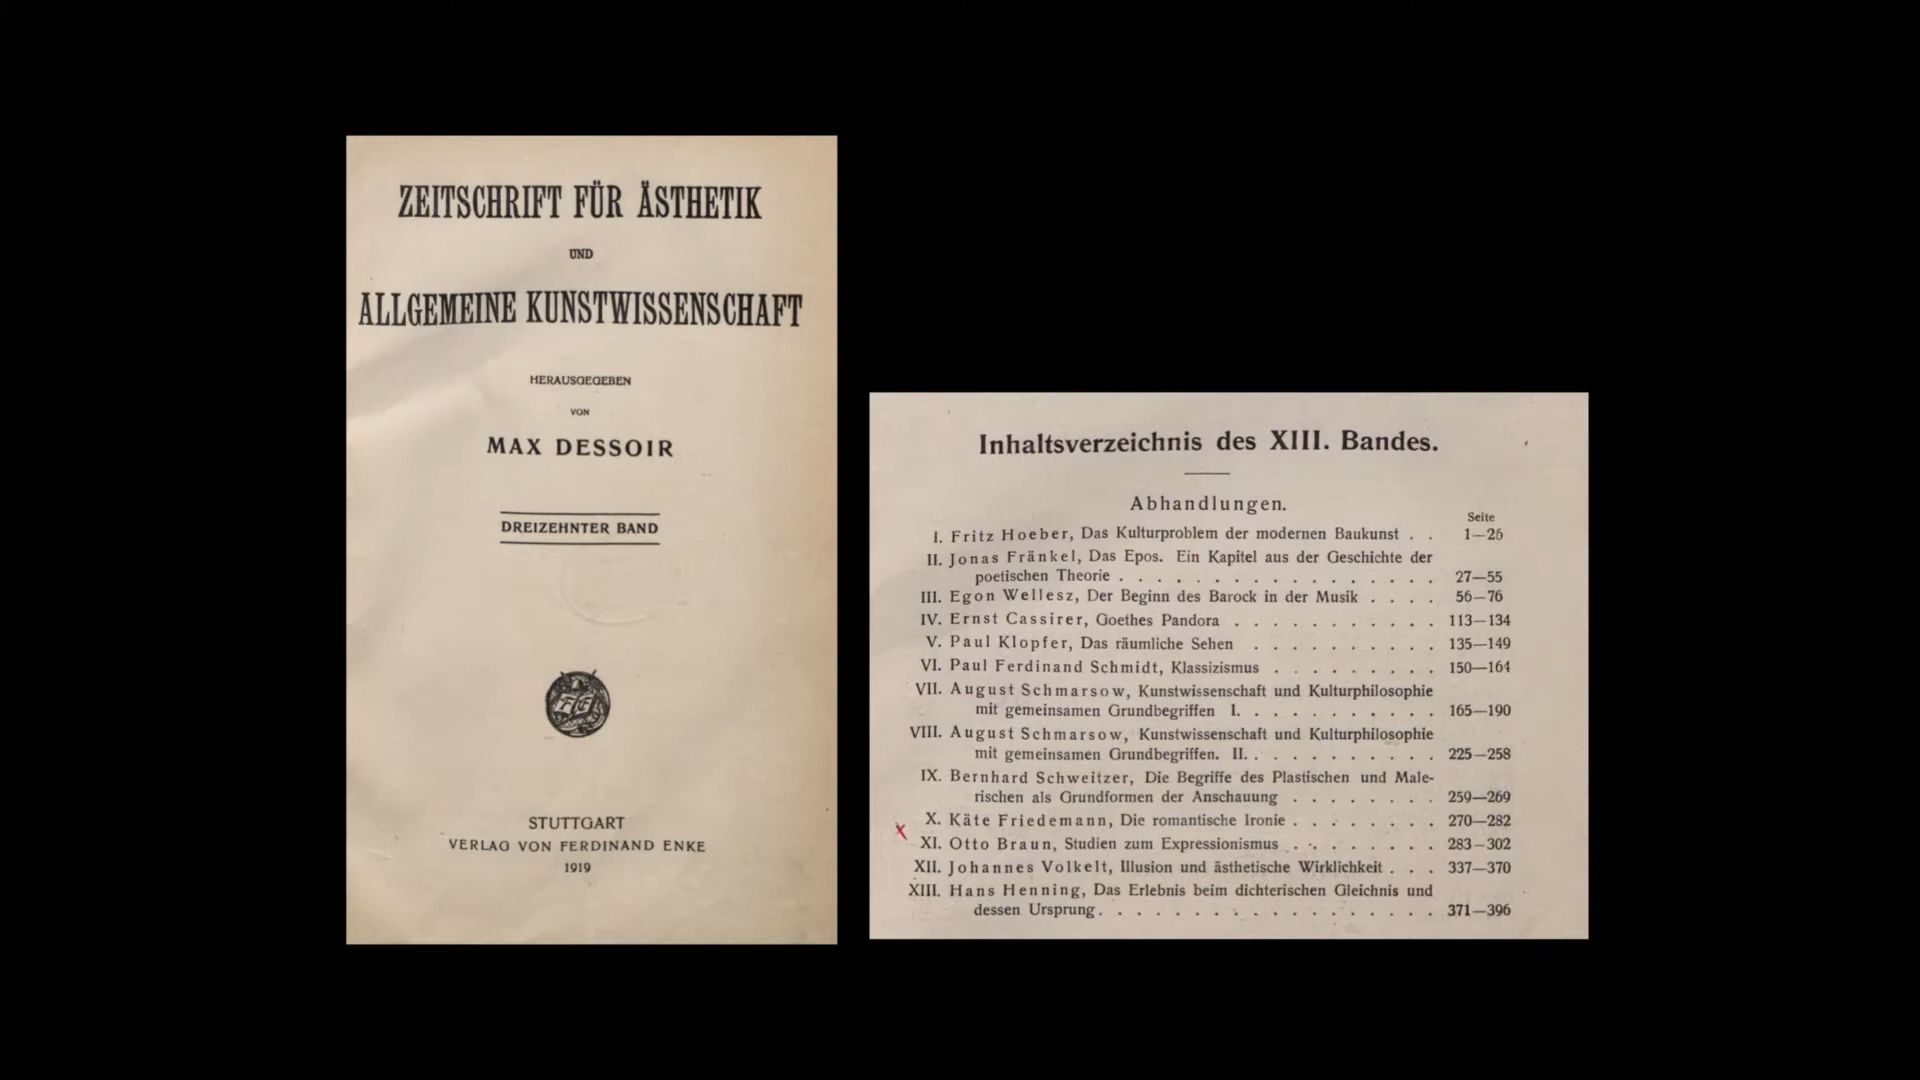 ZEITSCHRIFT FÜR ÄSTHETIK
UND
ALLGEMEINE KUNSTWISSENSCHAFT
HERAUSGEGEBEN
VON
MAX DESSOIR
DREIZEHNTER BAND
STUTTGART
VERLAG VON FERDINAND ENKE
1919
Inhaltsverzeichnis des XIII. Bandes.
Abhandlungen.
Seite
I. Fritz Hoeber, Das Kulturproblem der modernen Baukunst . . 1—26
II. Jonas Fränkel, Das Epos. Ein Kapitel aus der Geschichte der
poetischen Theorie . . . . . . . . . . . . . . . . . 27—55
III. Egon Wellesz, Der Beginn des Barock in der Musik . . . . 56—76
IV. Ernst Cassirer, Goethes Pandora . . . . . . . . . . . 113—134
V. Paul Klopfer, Das räumliche Sehen . . . . . . . . . . 135—149
VI. Paul Ferdinand Schmidt, Klassizismus . . . . . . . . . 150—164
VII. August Schmarsow, Kunstwissenschaft und Kulturphilosophie
mit gemeinsamen Grundbegriffen I. . . . . . . . . . . 165—190
VIII. August Schmarsow, Kunstwissenschaft und Kulturphilosophie
mit gemeinsamen Grundbegriffen. II. . . . . . . . . . . 225—258
IX. Bernhard Schweitzer, Die Begriffe des Plastischen und Male-
rischen als Grundformen der Anschauung . . . . . . . . 259—269
X. Käte Friedemann, Die romantische Ironie . . . . . . . . 270—282
XI. Otto Braun, Studien zum Expressionismus . . . . . . . . 283—302
XII. Johannes Volkelt, Illusion und ästhetische Wirklichkeit . . . 337—370
XIII. Hans Henning, Das Erlebnis beim dichterischen Gleichnis und
dessen Ursprung . . . . . . . . . . . . . . . . . . 371—396